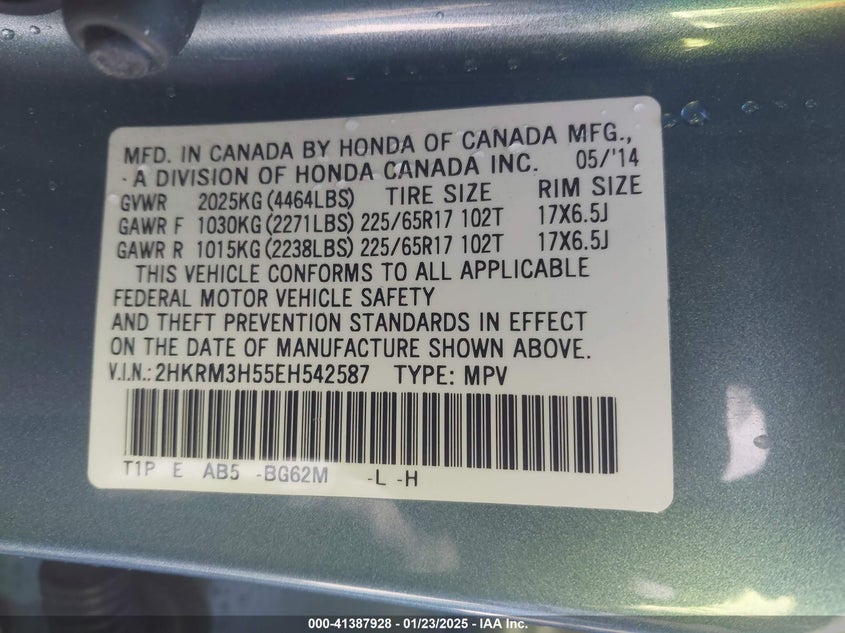 MFD. IN CANADA BY HONDA OF CANADA MFG.,
- A DIVISION OF HONDA CANADA INC. 05/'14
GVWR 2025KG (4464LBS) TIRE SIZE RIM SIZE
GAWR F 1030KG (2271LBS) 225/65R17 102T 17X6.5J
GAWR R 1015KG (2238LBS) 225/65R17 102T 17X6.5J
THIS VEHICLE CONFORMS TO ALL APPLICABLE
FEDERAL MOTOR VEHICLE SAFETY
AND THEFT PREVENTION STANDARDS IN EFFECT
ON THE DATE OF MANUFACTURE SHOWN ABOVE.
V.I.N.: 2HKRM3H55EH542587 TYPE: MPV
T1P E AB5 -BG62M -L -H
000-41387928 - 01/23/2025 - IAA Inc.